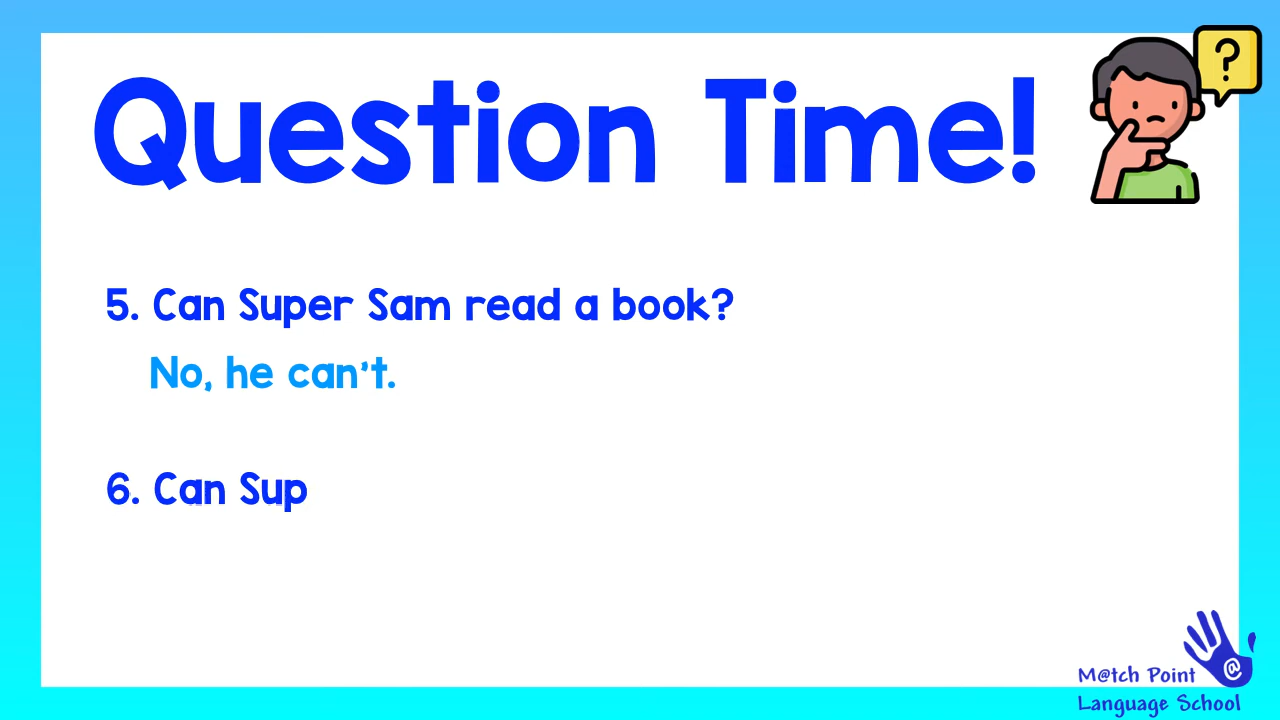 Question Time!
?
5. Can Super Sam read a book?
No, he can't.
6. Can Sup
@
M@tch Point
Language School